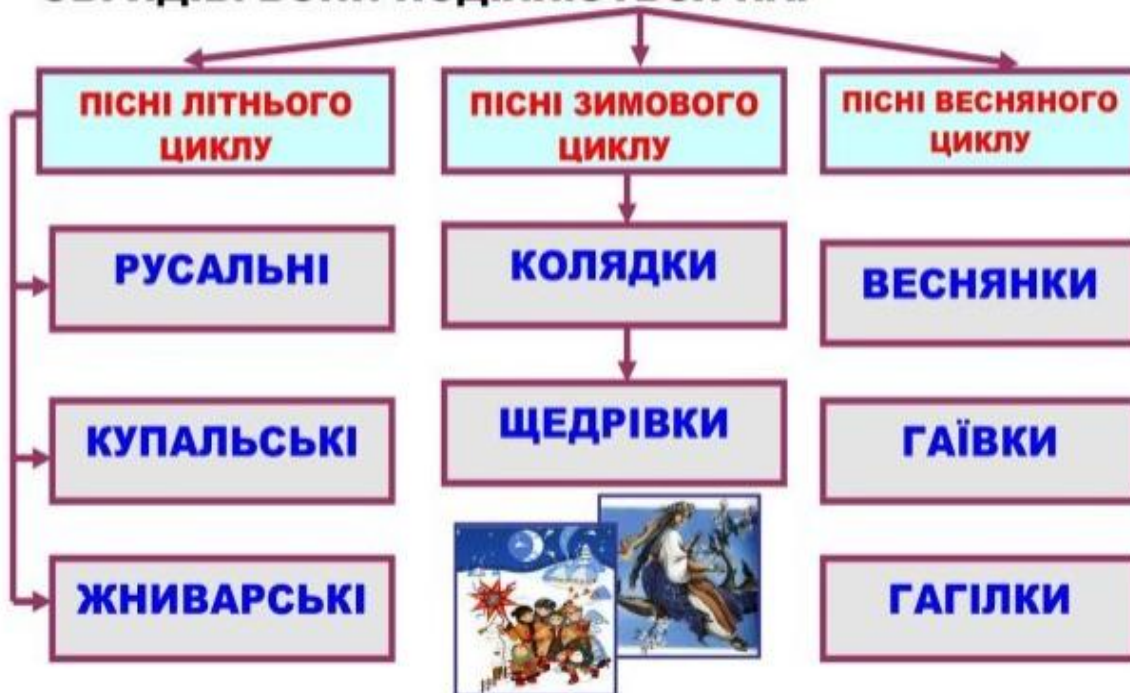 ПІСНІ ЛІТНЬОГО
ЦИКЛУ
РУСАЛЬНІ
КУПАЛЬСЬКІ
ЖНИВАРСЬКІ
ПІСНІ ЗИМОВОГО
ЦИКЛУ
КОЛЯДКИ
ЩЕДРІВКИ
ПІСНІ ВЕСНЯНОГО
ЦИКЛУ
ВЕСНЯНКИ
ГАЇВКИ
ГАГІЛКИ